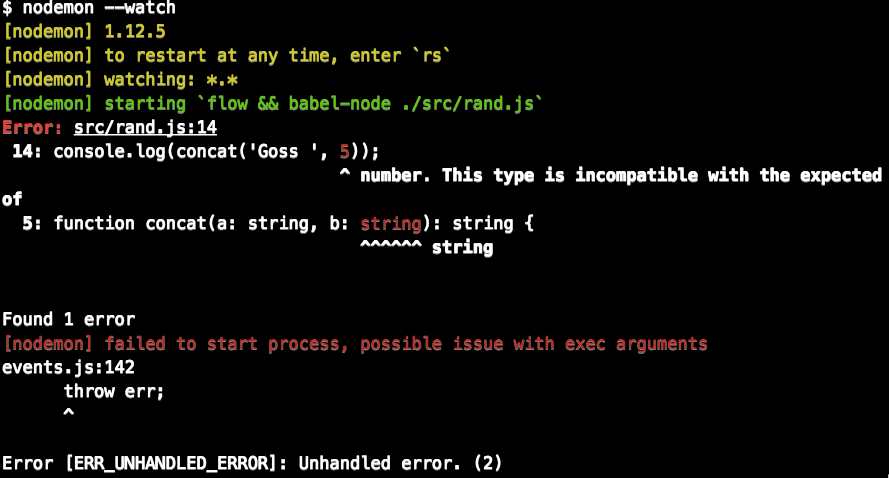 $ nodemon --watch
[nodemon] 1.12.5
[nodemon] to restart at any time, enter `rs`
[nodemon] watching: *.*
[nodemon] starting `flow && babel-node ./src/rand.js`
Error: src/rand.js:14
 14: console.log(concat('Goss ', 5));
                                 ^ number. This type is incompatible with the expected
of
  5: function concat(a: string, b: string): string {
                                   ^^^^^^ string
Found 1 error
[nodemon] failed to start process, possible issue with exec arguments
events.js:142
      throw err;
      ^
Error [ERR_UNHANDLED_ERROR]: Unhandled error. (2)